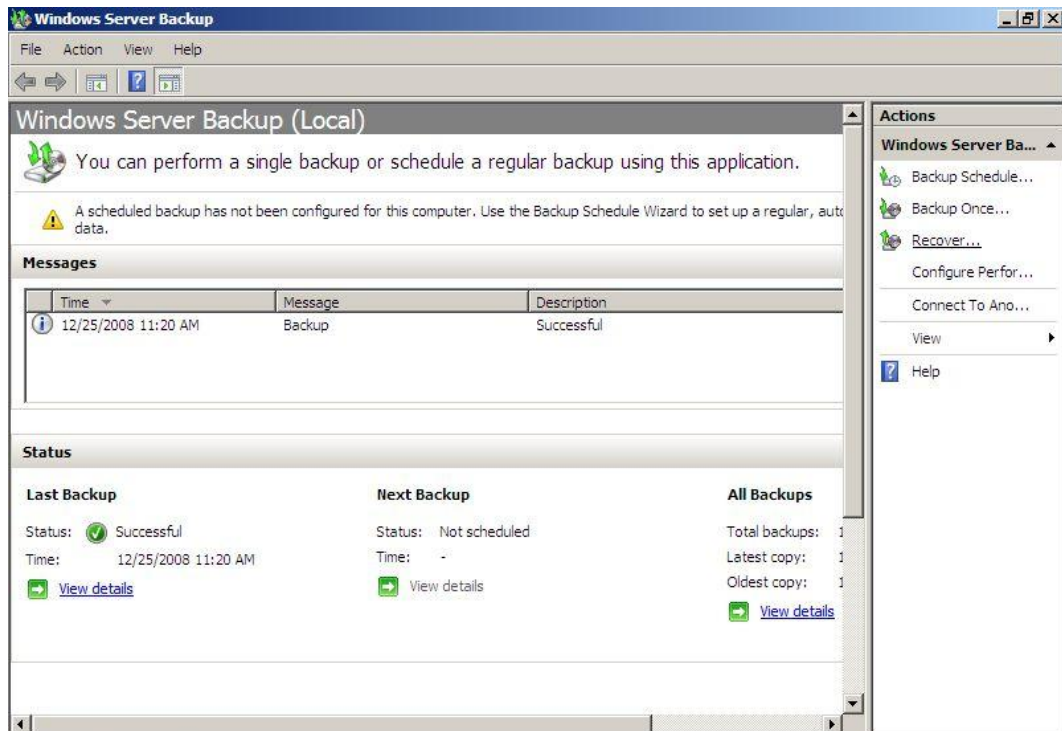 Windows Server Backup
File Action View Help
Windows Server Backup (Local)
You can perform a single backup or schedule a regular backup using this application.
A scheduled backup has not been configured for this computer. Use the Backup Schedule Wizard to set up a regular, auto
data.
Messages
Time Message Description
12/25/2008 11:20 AM Backup Successful
Status
Last Backup Next Backup All Backups
Status: Successful Status: Not scheduled Total backups: 1
Time: 12/25/2008 11:20 AM Time: - Latest copy: 1
Oldest copy: 1
View details View details View details
Actions
Windows Server Ba...
Backup Schedule...
Backup Once...
Recover...
Configure Perfor...
Connect To Ano...
View
Help